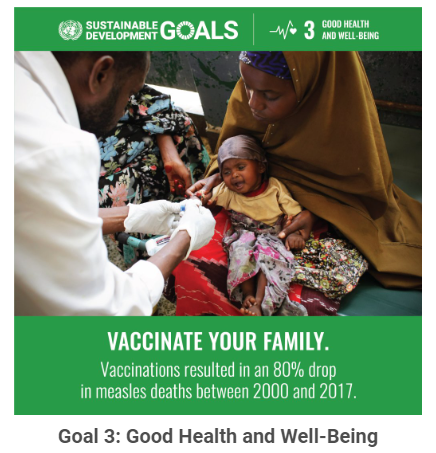 SUSTAINABLE
DEVELOPMENT GOALS
3 GOOD HEALTH
AND WELL-BEING
VACCINATE YOUR FAMILY.
Vaccinations resulted in an 80% drop
in measles deaths between 2000 and 2017.
Goal 3: Good Health and Well-Being